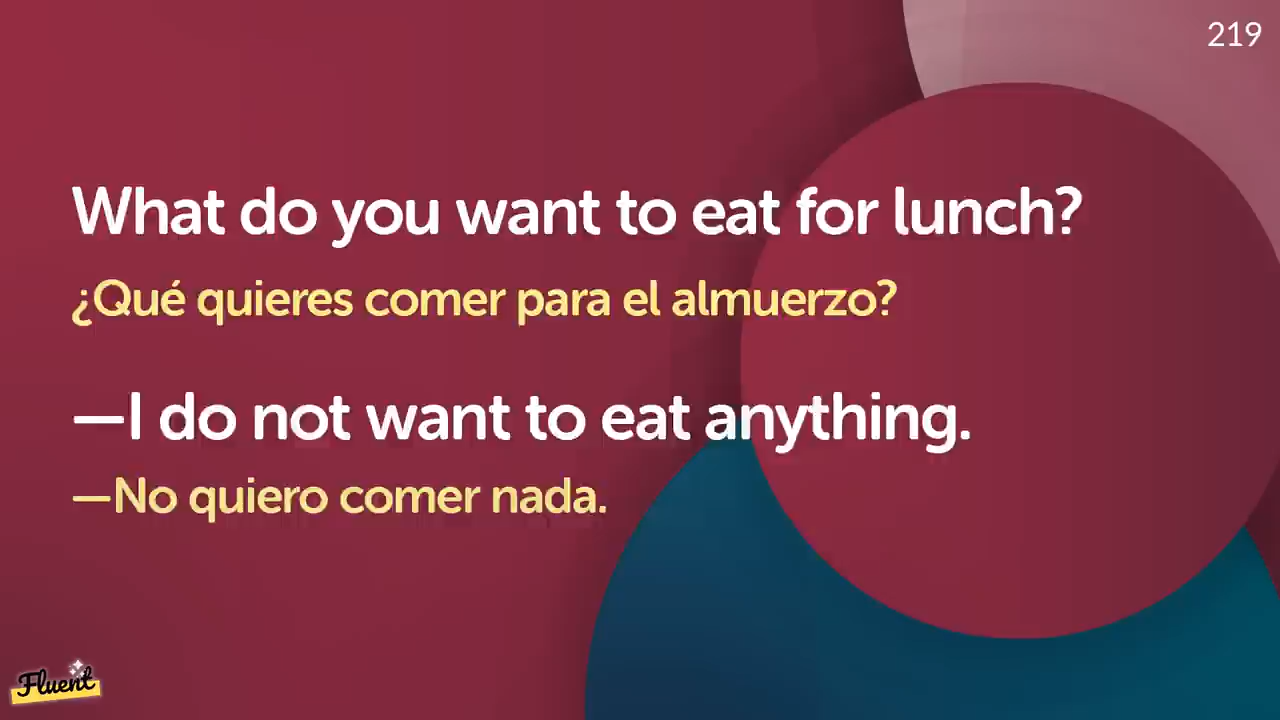 219
What do you want to eat for lunch?
¿Qué quieres comer para el almuerzo?
—I do not want to eat anything.
—No quiero comer nada.
Fluent